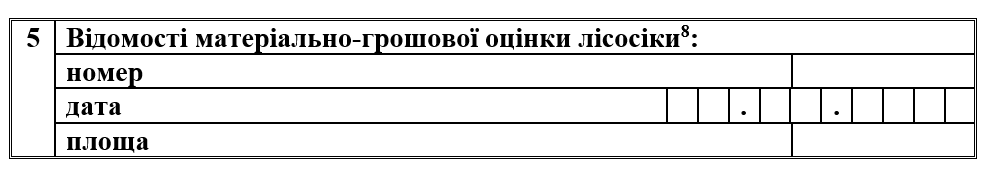 5 Відомості матеріально-грошової оцінки лісосіки⁸:
номер
дата . .
площа